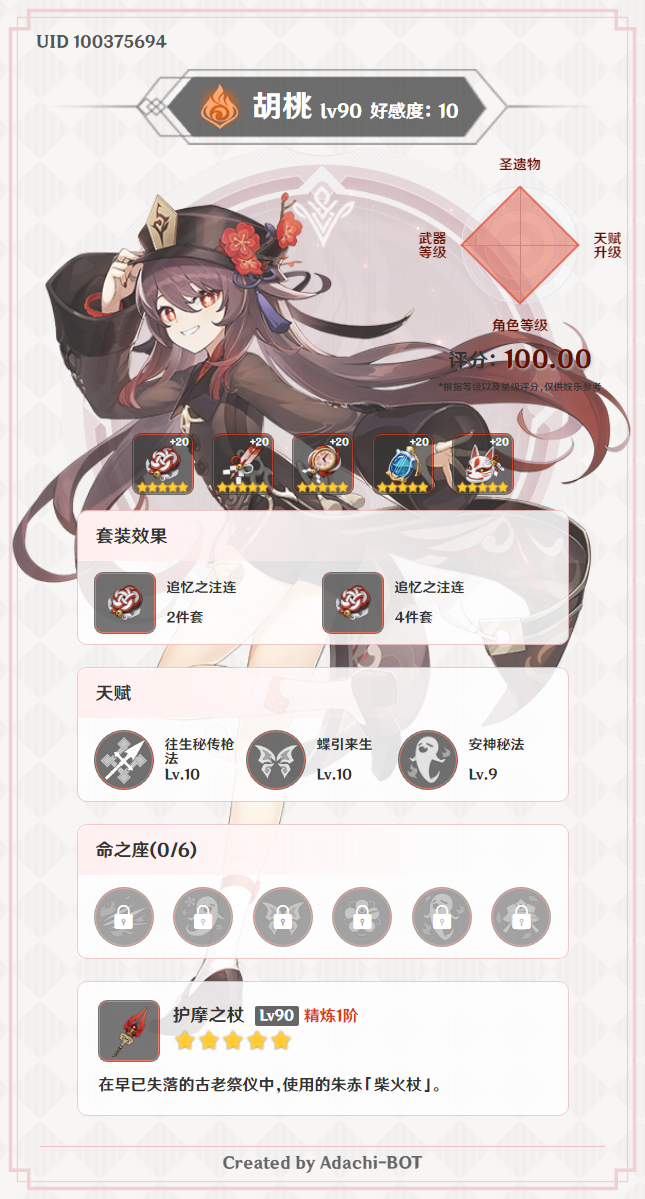 UID 100375694
胡桃 lv90 好感度：10
圣遗物
武器
等级
天赋
升级
角色等级
评分：100.00
*根据等级以及星级评分，仅供娱乐参考
+20 +20 +20 +20 +20
套装效果
追忆之注连
2件套
追忆之注连
4件套
天赋
往生秘传枪
法
Lv.10
蝶引来生
Lv.10
安神秘法
Lv.9
命之座(0/6)
护摩之杖 Lv90 精炼1阶
在早已失落的古老祭仪中，使用的朱赤「柴火杖」。
Created by Adachi-BOT